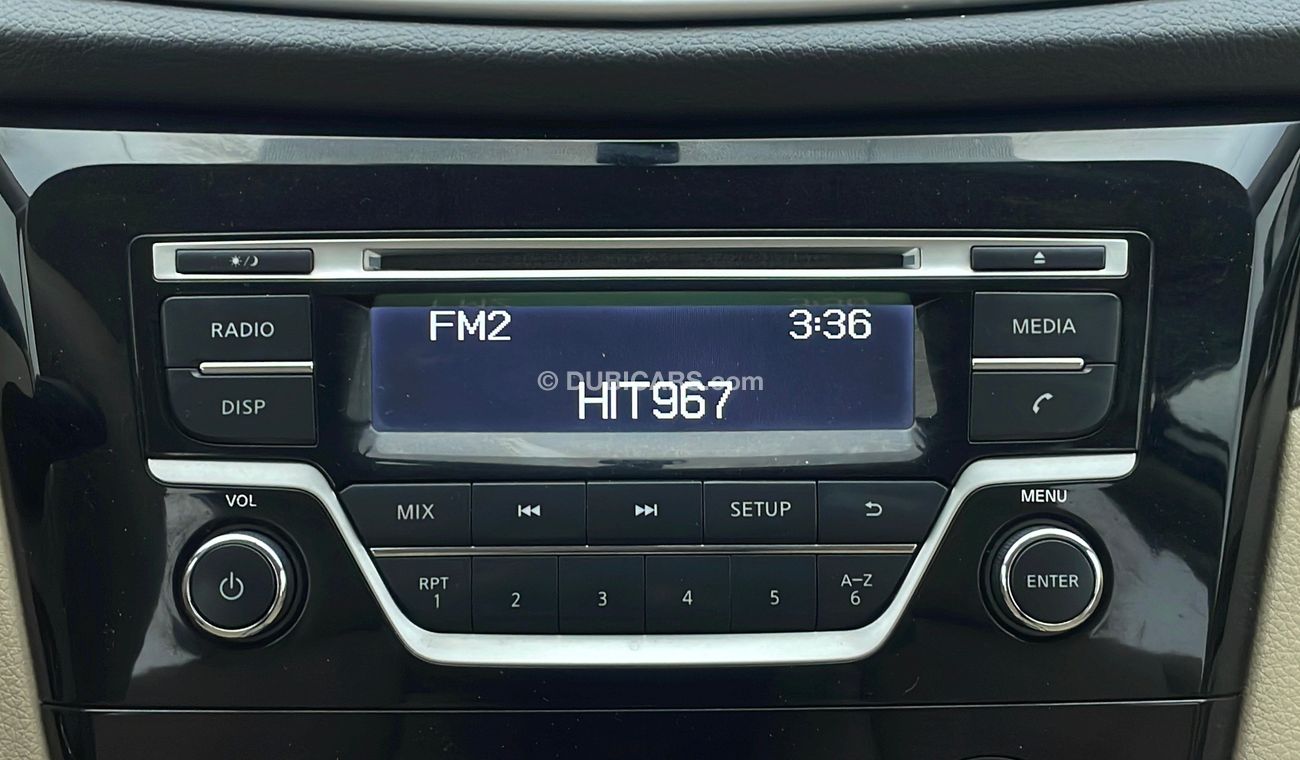 FM2 3:36
© DUBICARS.com
HIT967
RADIO
DISP
MEDIA
VOL
MIX
SETUP
MENU
RPT
1 2 3 4 5
A-Z
6
ENTER